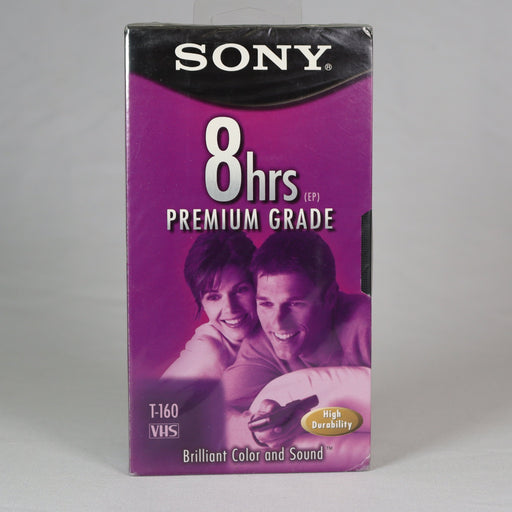 SONY®
8hrs (EP)
PREMIUM GRADE
T-160
VHS
High
Durability
Brilliant Color and Sound™